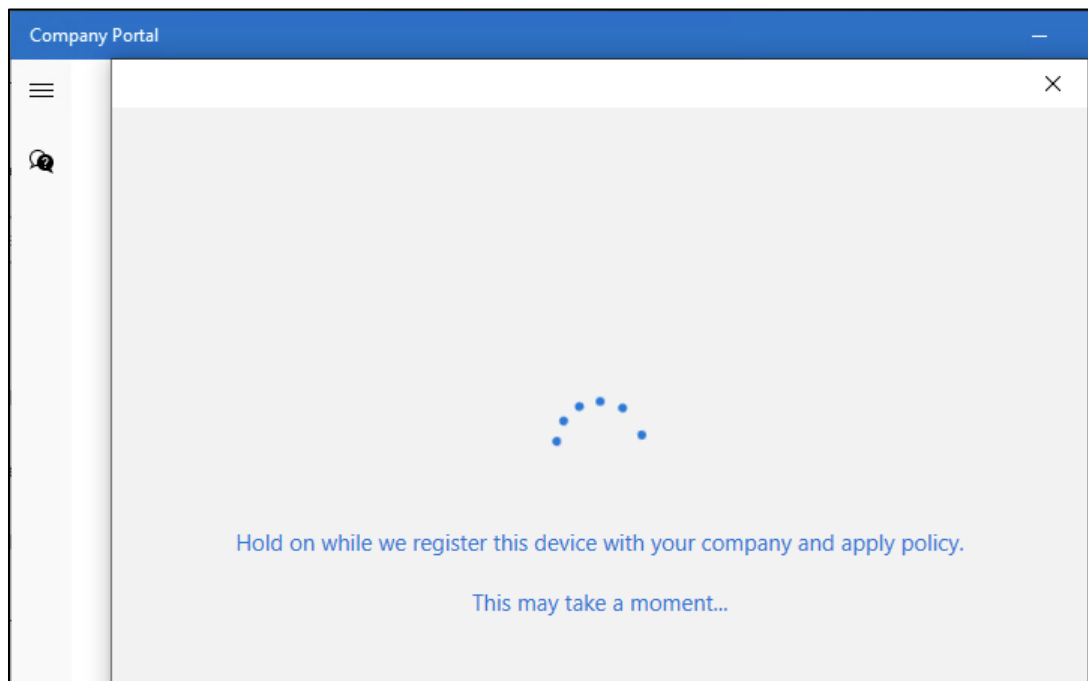 Company Portal
Hold on while we register this device with your company and apply policy.
This may take a moment...